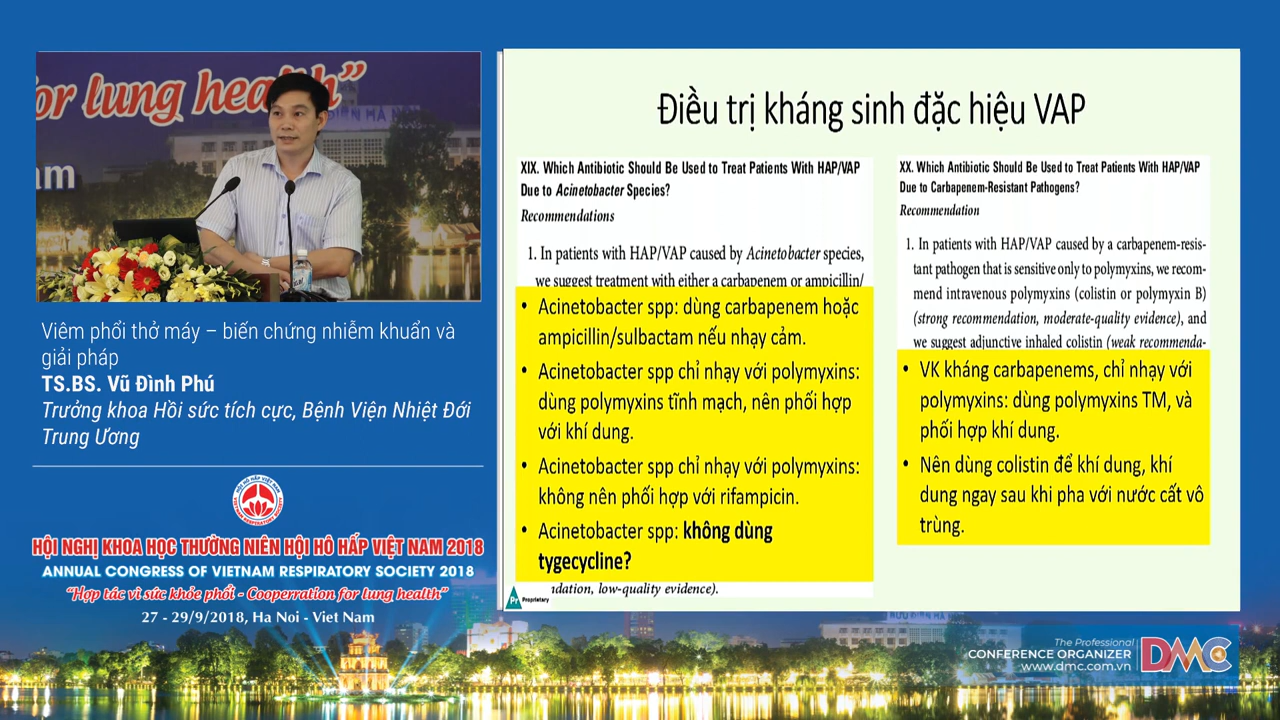 for lung health”
am
Viêm phổi thở máy – biến chứng nhiễm khuẩn và
giải pháp
TS.BS. Vũ Đình Phú
Trưởng khoa Hồi sức tích cực, Bệnh Viện Nhiệt Đới
Trung Ương
HỘI NGHỊ KHOA HỌC THƯỜNG NIÊN HỘI HÔ HẤP VIỆT NAM 2018
ANNUAL CONGRESS OF VIETNAM RESPIRATORY SOCIETY 2018
“Hợp tác vì sức khỏe phổi - Cooperration for lung health”
27 - 29/9/2018, Ha Noi - Viet Nam
Điều trị kháng sinh đặc hiệu VAP
XIX. Which Antibiotic Should Be Used to Treat Patients With HAP/VAP
Due to Acinetobacter Species?
Recommendations
1. In patients with HAP/VAP caused by Acinetobacter species,
we suggest treatment with either a carbapenem or ampicillin/
• Acinetobacter spp: dùng carbapenem hoặc
ampicillin/sulbactam nếu nhạy cảm.
• Acinetobacter spp chỉ nhạy với polymyxins:
dùng polymyxins tĩnh mạch, nên phối hợp
với khí dung.
• Acinetobacter spp chỉ nhạy với polymyxins:
không nên phối hợp với rifampicin.
• Acinetobacter spp: không dùng
tygecycline?
ndation, low-quality evidence).
Pr Proprietary
XX. Which Antibiotic Should Be Used to Treat Patients With HAP/VAP
Due to Carbapenem-Resistant Pathogens?
Recommendation
1. In patients with HAP/VAP caused by a carbapenem-resis-
tant pathogen that is sensitive only to polymyxins, we recom-
mend intravenous polymyxins (colistin or polymyxin B)
(strong recommendation, moderate-quality evidence), and
we suggest adjunctive inhaled colistin (weak recommenda-
• VK kháng carbapenems, chỉ nhạy với
polymyxins: dùng polymyxins TM, và
phối hợp khí dung.
• Nên dùng colistin để khí dung, khí
dung ngay sau khi pha với nước cất vô
trùng.
The Professional
CONFERENCE ORGANIZER
www.dmc.com.vn
DMC